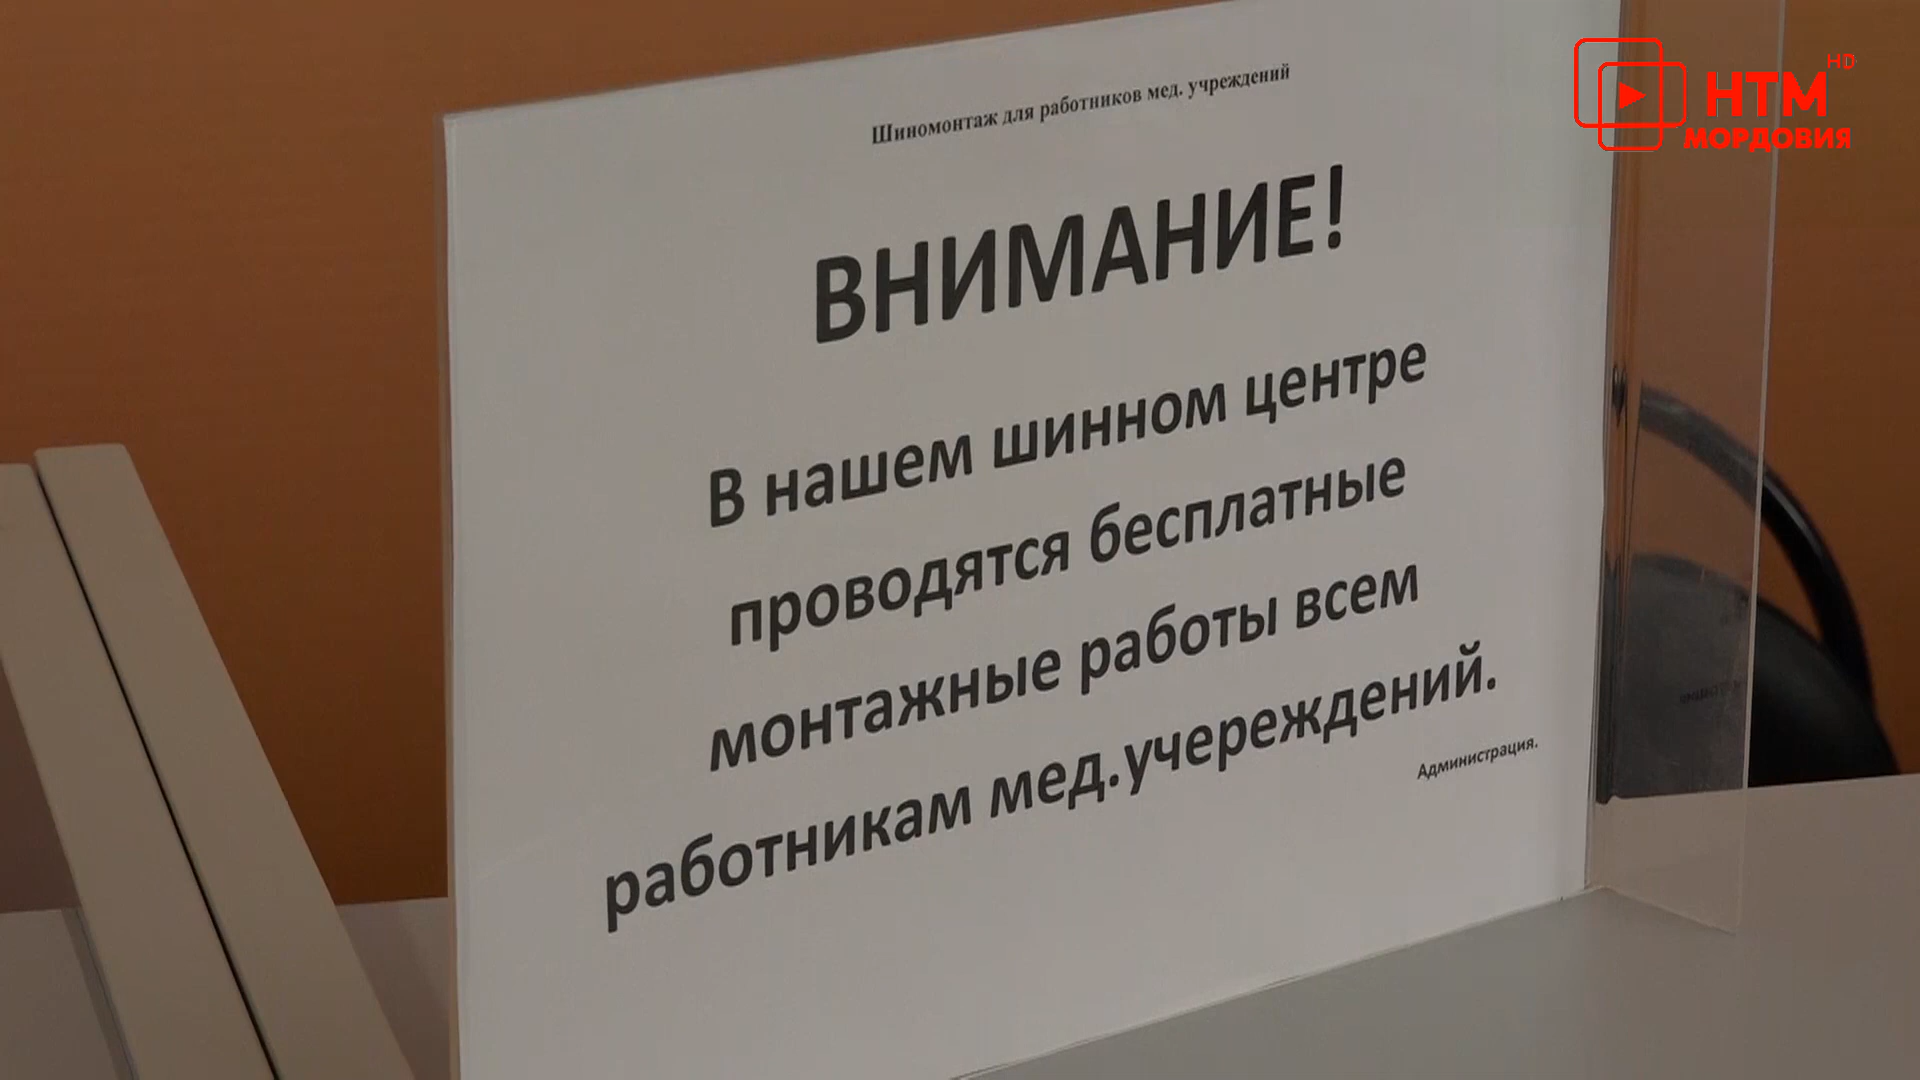 Шиномонтаж для работников мед. учреждений
ВНИМАНИЕ!
В нашем шинном центре
проводятся бесплатные
монтажные работы всем
работникам мед.учереждений.
Администрация.
НТМ HD
МОРДОВИЯ